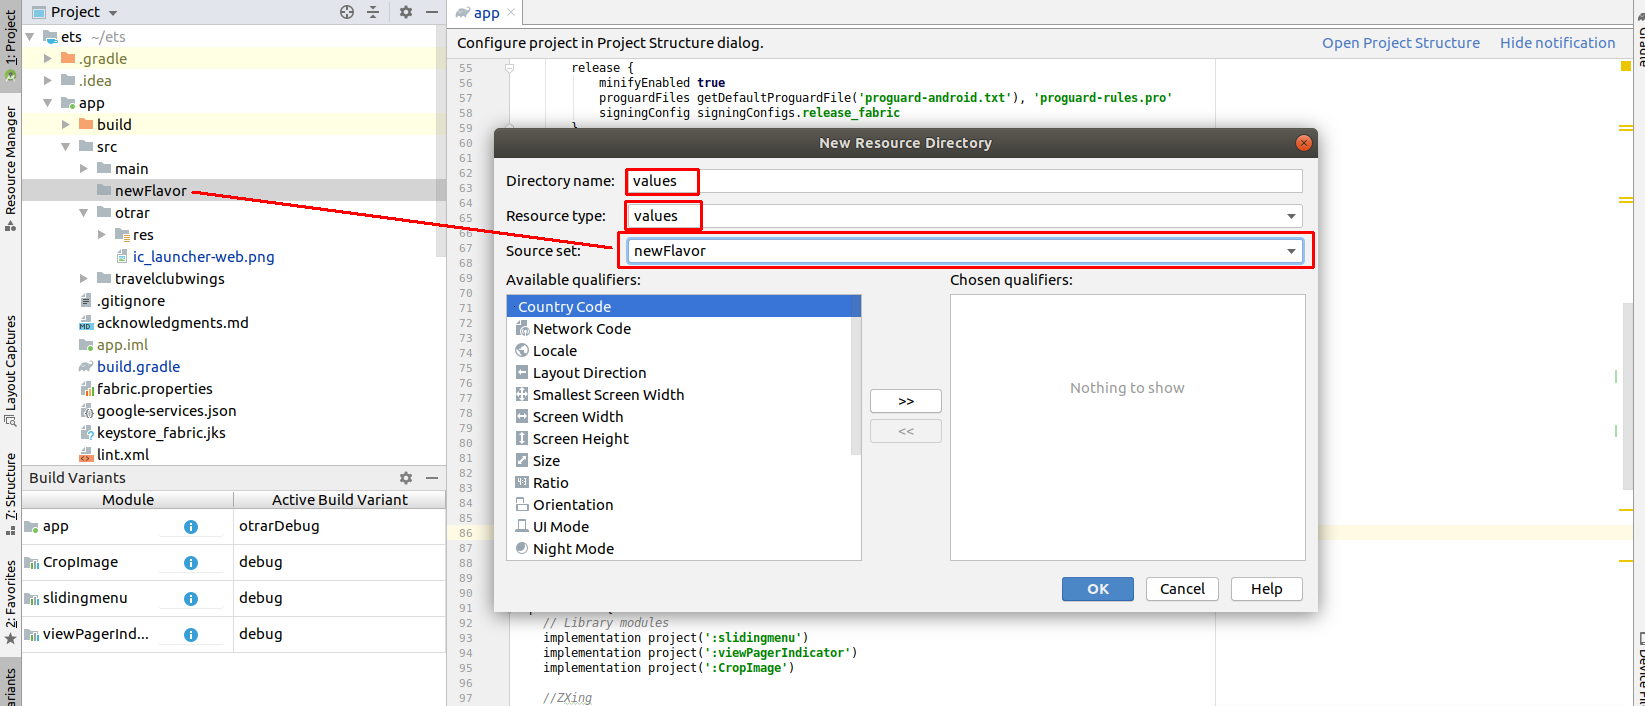 1: Project
Resource Manager
Layout Captures
7: Structure
2: Favorites
Project
ets ~/ets
.gradle
.idea
app
build
src
main
newFlavor
otrar
res
ic_launcher-web.png
travelclubwings
.gitignore
acknowledgments.md
app.iml
build.gradle
fabric.properties
google-services.json
keystore_fabric.jks
lint.xml
Build Variants
Module Active Build Variant
app otrarDebug
CropImage debug
slidingmenu debug
viewPagerInd... debug
app
Configure project in Project Structure dialog. Open Project Structure Hide notification
55 release {
56 minifyEnabled true
57 proguardFiles getDefaultProguardFile('proguard-android.txt'), 'proguard-rules.pro'
58 signingConfig signingConfigs.release_fabric
59 }
60
61
62
63
64
65
66
67
68
69
70
71
72
73
74
75
76
77
78
79
80
81
82
83
84
85
86
87
88
89
90
91
92 // Library modules
93 implementation project(':slidingmenu')
94 implementation project(':viewPagerIndicator')
95 implementation project(':CropImage')
96
97 //ZXing
New Resource Directory
Directory name: values
Resource type: values
Source set: newFlavor
Available qualifiers: Chosen qualifiers:
Country Code
Network Code
Locale
Layout Direction
Smallest Screen Width
Screen Width
Screen Height
Size
Ratio
Orientation
UI Mode
Night Mode
>>
<<
Nothing to show
OK Cancel Help